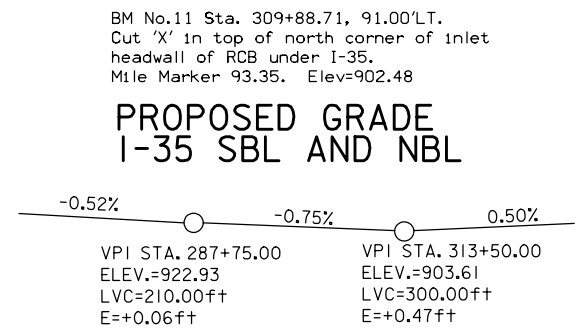 BM No.11 Sta. 309+88.71, 91.00'LT.
Cut 'X' in top of north corner of inlet
headwall of RCB under I-35.
Mile Marker 93.35. Elev=902.48
PROPOSED GRADE
I-35 SBL AND NBL
-0.52%
-0.75%
0.50%
VPI STA. 287+75.00
ELEV.=922.93
LVC=210.00ft
E=+0.06ft
VPI STA. 313+50.00
ELEV.=903.61
LVC=300.00ft
E=+0.47ft